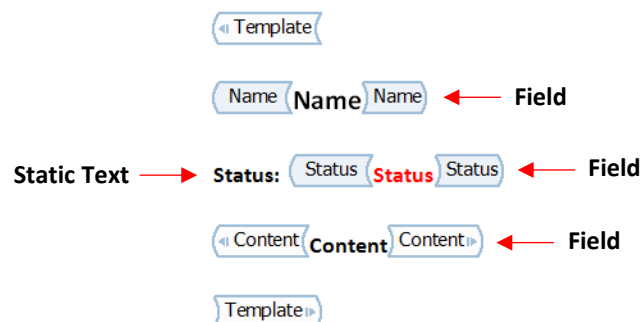 Template
Name Name Name Field
Static Text Status: Status Status Status Field
Content Content Content Field
Template